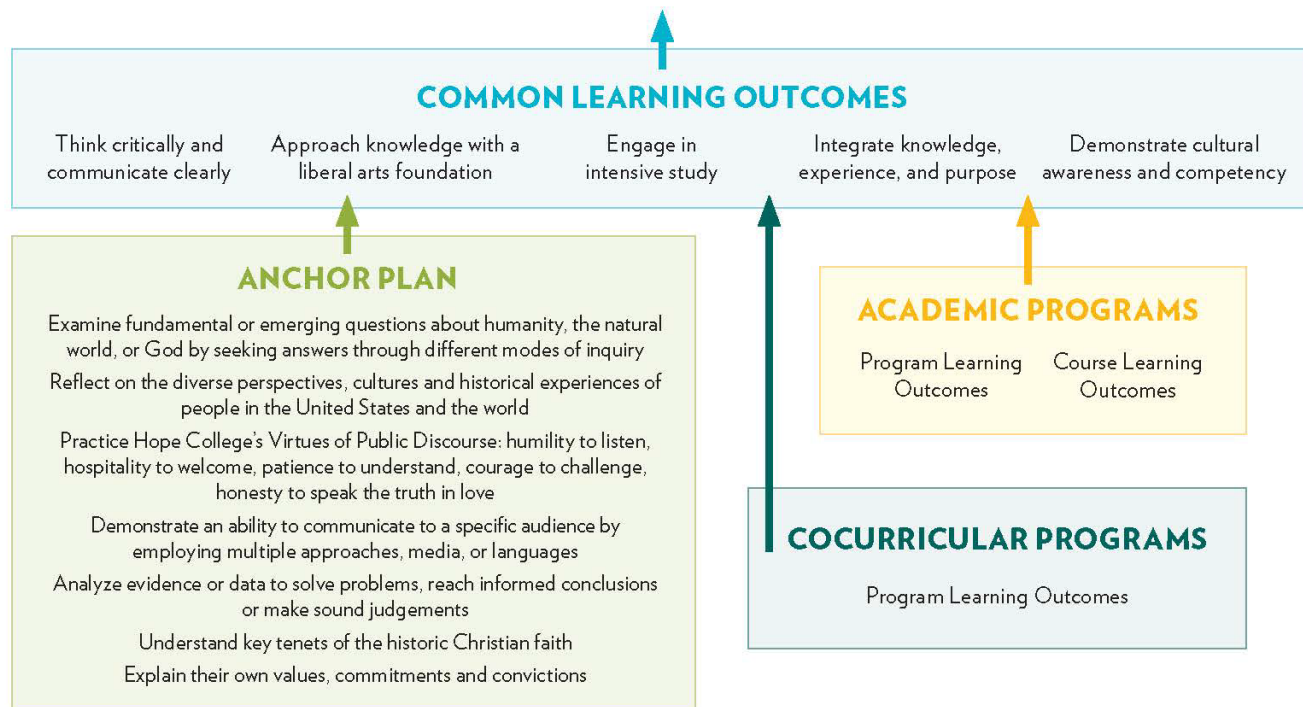 COMMON LEARNING OUTCOMES
Think critically and
communicate clearly
Approach knowledge with a
liberal arts foundation
Engage in
intensive study
Integrate knowledge,
experience, and purpose
Demonstrate cultural
awareness and competency
ANCHOR PLAN
Examine fundamental or emerging questions about humanity, the natural
world, or God by seeking answers through different modes of inquiry
Reflect on the diverse perspectives, cultures and historical experiences of
people in the United States and the world
Practice Hope College's Virtues of Public Discourse: humility to listen,
hospitality to welcome, patience to understand, courage to challenge,
honesty to speak the truth in love
Demonstrate an ability to communicate to a specific audience by
employing multiple approaches, media, or languages
Analyze evidence or data to solve problems, reach informed conclusions
or make sound judgements
Understand key tenets of the historic Christian faith
Explain their own values, commitments and convictions
ACADEMIC PROGRAMS
Program Learning
Outcomes
Course Learning
Outcomes
COCURRICULAR PROGRAMS
Program Learning Outcomes